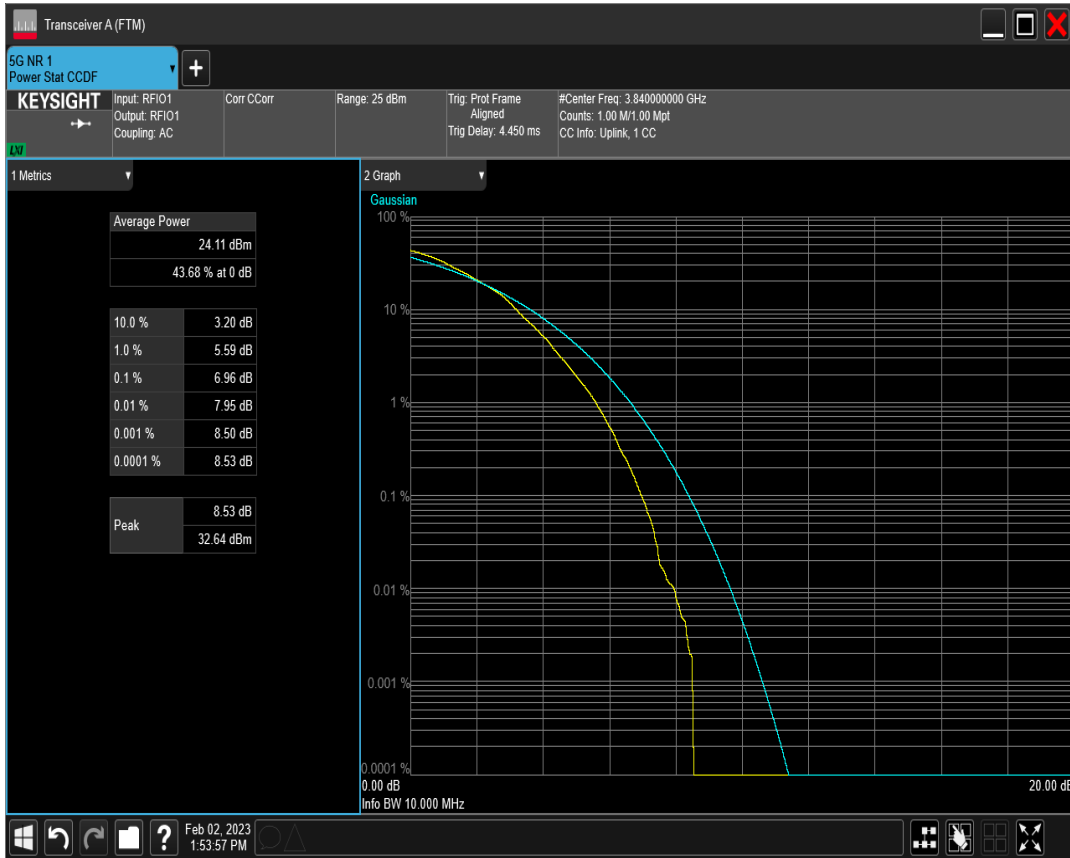 Transceiver A (FTM)
5G NR 1
Power Stat CCDF
KEYSIGHT
LXI
Input: RFIO1
Output: RFIO1
Coupling: AC
Corr CCorr
Range: 25 dBm
Trig: Prot Frame
Aligned
Trig Delay: 4.450 ms
#Center Freq: 3.840000000 GHz
Counts: 1.00 M/1.00 Mpt
CC Info: Uplink, 1 CC
1 Metrics
Average Power
24.11 dBm
43.68 % at 0 dB
10.0 % 3.20 dB
1.0 % 5.59 dB
0.1 % 6.96 dB
0.01 % 7.95 dB
0.001 % 8.50 dB
0.0001 % 8.53 dB
Peak 8.53 dB
32.64 dBm
2 Graph
Gaussian
100 %
10 %
1 %
0.1 %
0.01 %
0.001 %
0.0001 %
0.00 dB 20.00 dB
Info BW 10.000 MHz
? Feb 02, 2023
1:53:57 PM